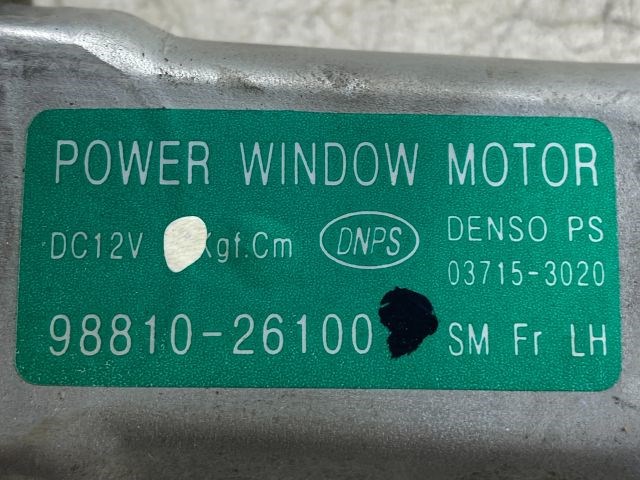 POWER WINDOW MOTOR
DC12V Kgf.Cm DNPS DENSO PS
03715-3020
98810-26100 SM Fr LH